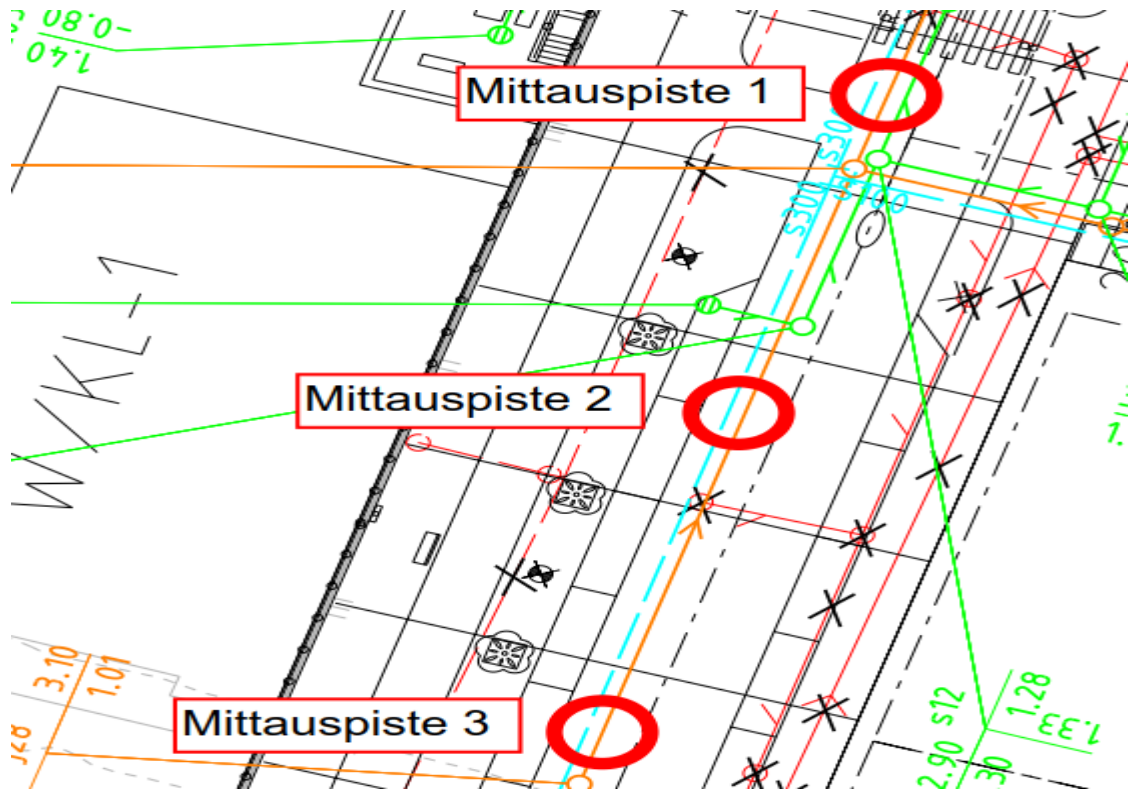 -0.80
1.40
Mittauspiste 1
s300
s300
WKL-1
Mittauspiste 2
3.10
1.01
Mittauspiste 3
s12
2.90
1.28
1.33
30